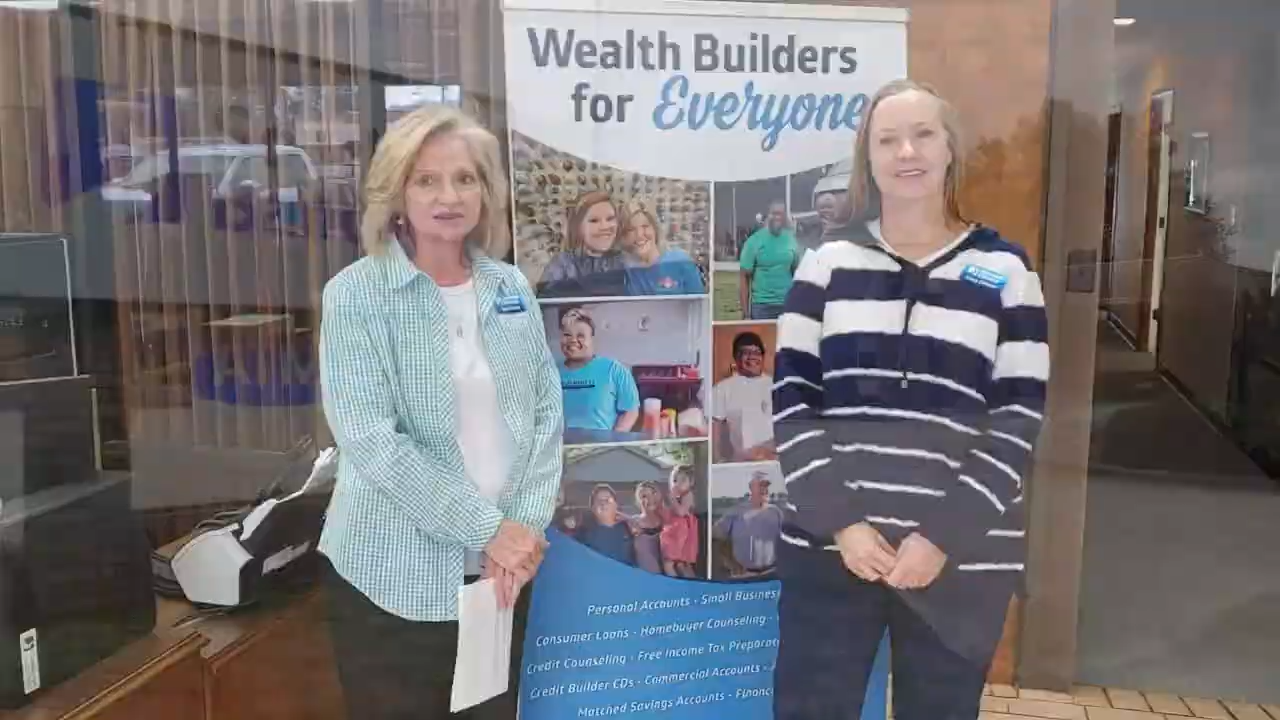 Wealth Builders
for Everyone
Personal Accounts - Small Business
Consumer Loans - Homebuyer Counseling -
Credit Counseling - Free Income Tax
Credit Builder CDs - Commercial Accounts -
Matched Savings Accounts -